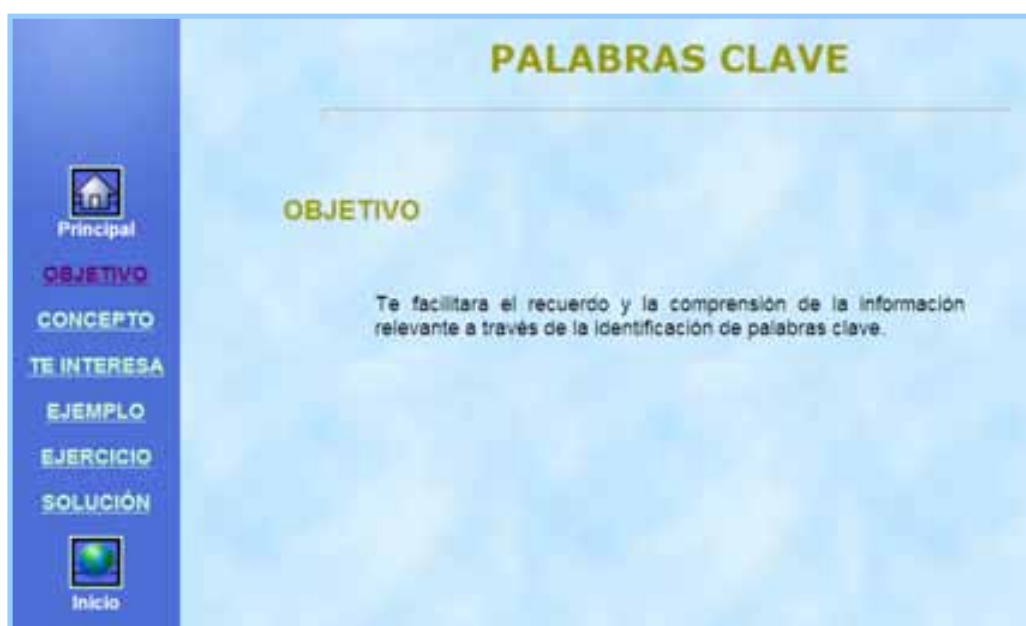 PALABRAS CLAVE
Principal
OBJETIVO
CONCEPTO
TE INTERESA
EJEMPLO
EJERCICIO
SOLUCIÓN
Inicio
OBJETIVO
Te facilitara el recuerdo y la comprensión de la información
relevante a través de la identificación de palabras clave.